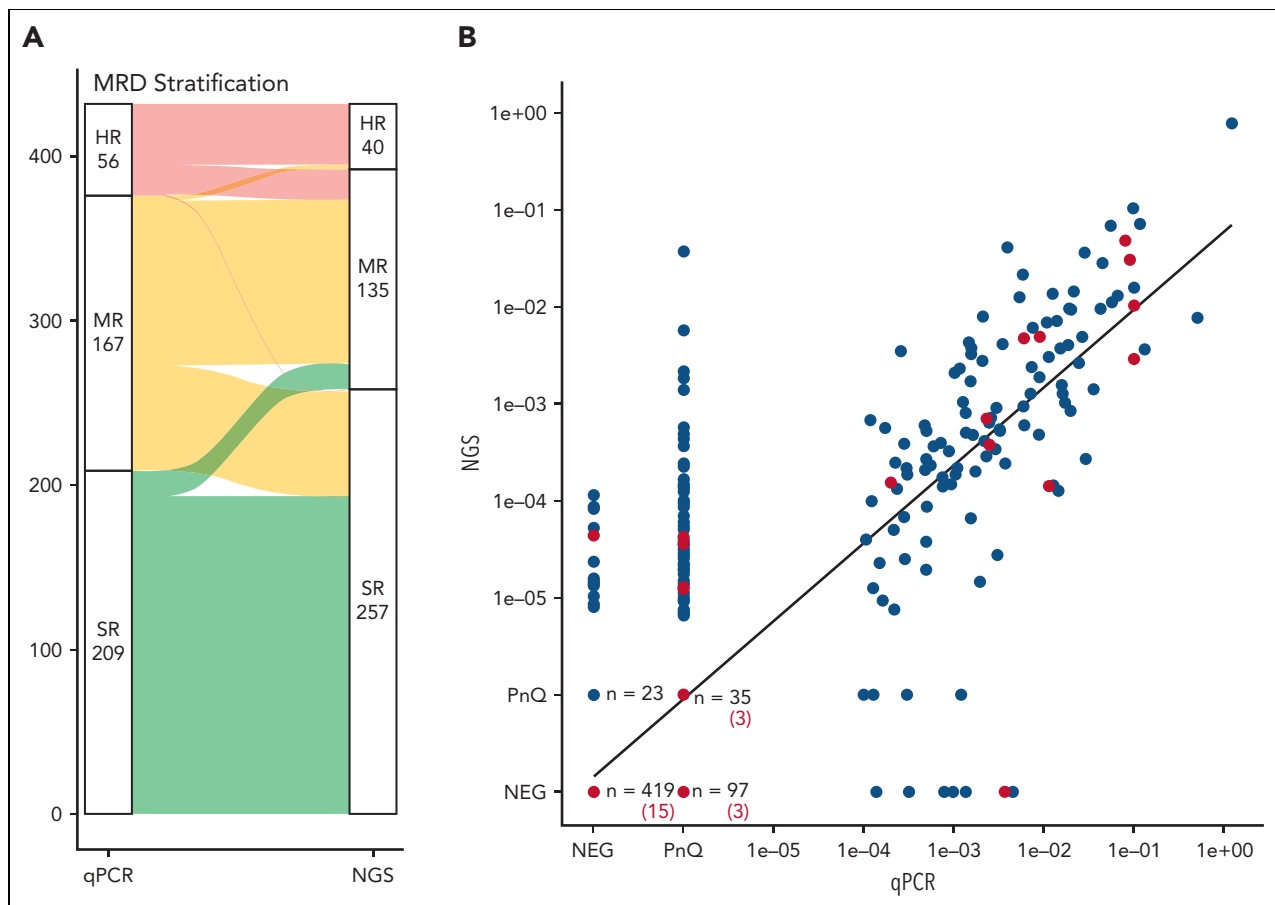 A
MRD Stratification
400
300
200
100
0
HR
56
MR
167
SR
209
HR
40
MR
135
SR
257
qPCR
NGS
B
NGS
1e+00
1e−01
1e−02
1e−03
1e−04
1e−05
PnQ
NEG
n = 23
n = 35
(3)
n = 419
(15)
n = 97
(3)
NEG
PnQ
1e−05
1e−04
1e−03
1e−02
1e−01
1e+00
qPCR